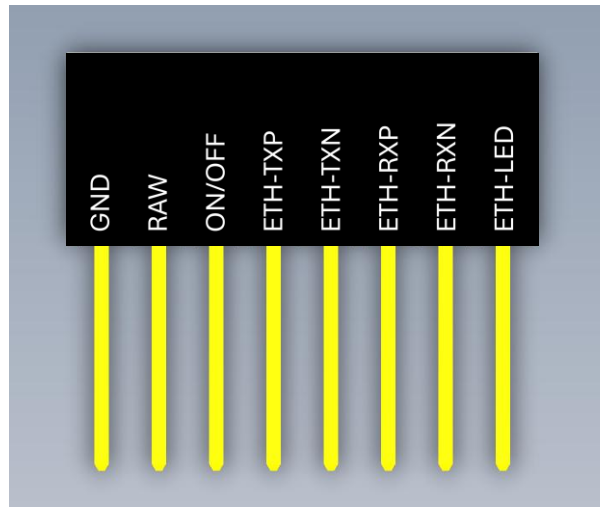 GND
RAW
ON/OFF
ETH-TXP
ETH-TXN
ETH-RXP
ETH-RXN
ETH-LED